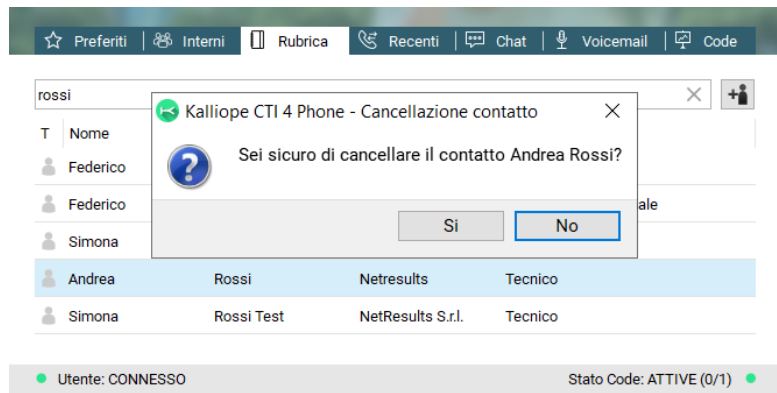 Preferiti Interni Rubrica Recenti Chat Voicemail Code
rossi
Kalliope CTI 4 Phone - Cancellazione contatto
Sei sicuro di cancellare il contatto Andrea Rossi?
Si No
T Nome
Federico
Federico ale
Simona
Andrea Rossi Netresults Tecnico
Simona Rossi Test NetResults S.r.l. Tecnico
Utente: CONNESSO Stato Code: ATTIVE (0/1)